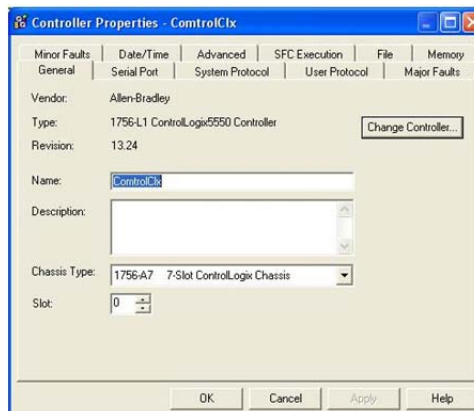 Controller Properties - ComtrolClx
Minor Faults Date/Time Advanced SFC Execution File Memory
General Serial Port System Protocol User Protocol Major Faults
Vendor: Allen-Bradley
Type: 1756-L1 ControlLogix5550 Controller
Change Controller...
Revision: 13.24
Name: ComtrolClx
Description:
Chassis Type: 1756-A7 7-Slot ControlLogix Chassis
Slot: 0
OK Cancel Apply Help